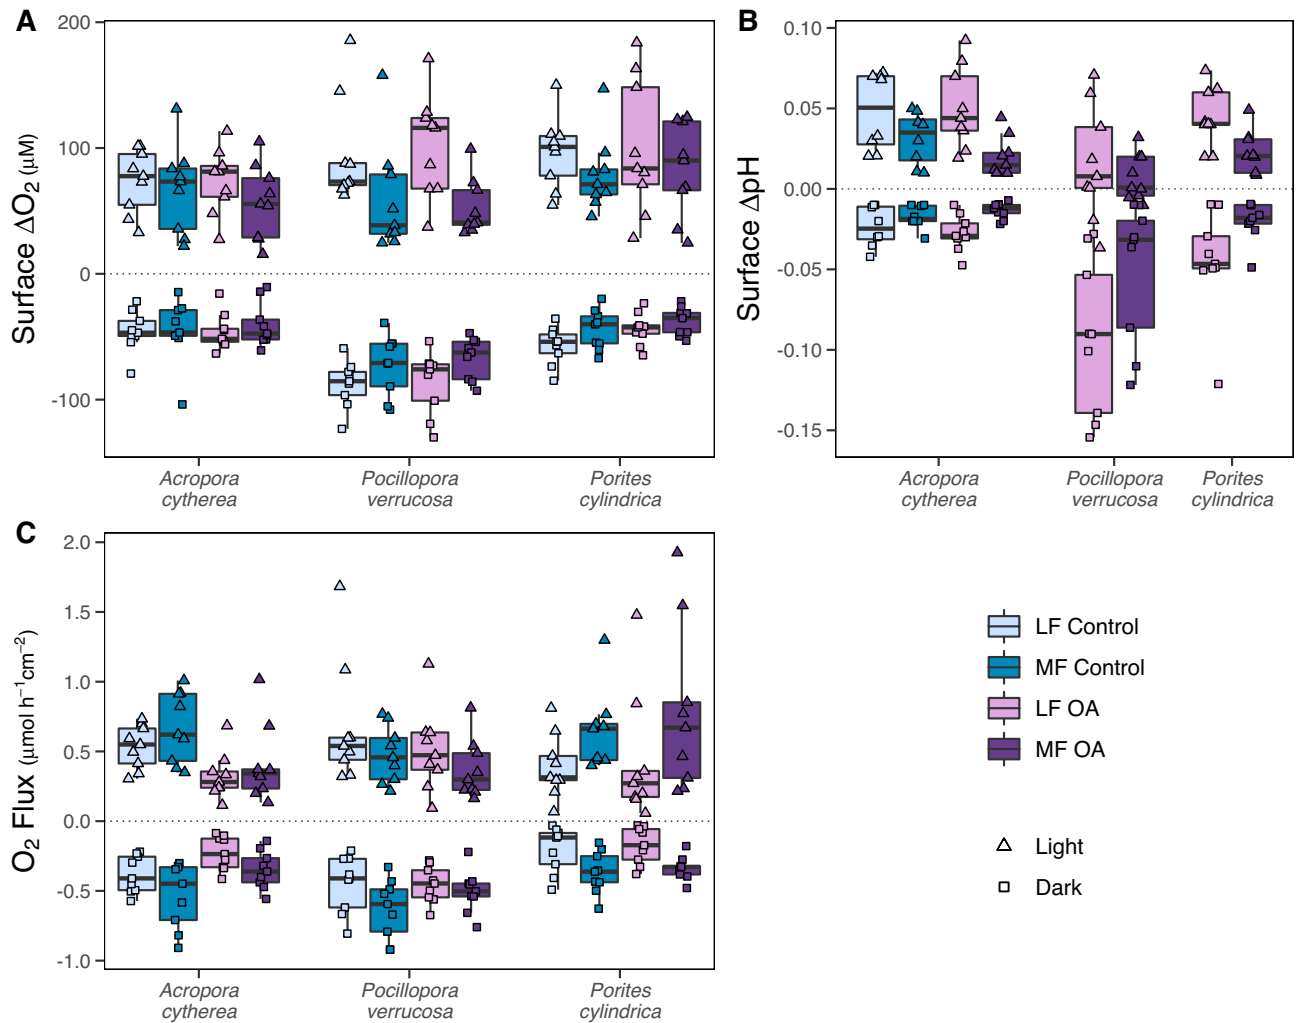 A
200
100
0
-100
Surface ΔO₂ (μM)
Acropora
cytherea
Pocillopora
verrucosa
Porites
cylindrica
B
0.10
0.05
0.00
-0.05
-0.10
-0.15
Surface ΔpH
Acropora
cytherea
Pocillopora
verrucosa
Porites
cylindrica
C
2.0
1.5
1.0
0.5
0.0
-0.5
-1.0
O₂ Flux (μmol h⁻¹cm⁻²)
Acropora
cytherea
Pocillopora
verrucosa
Porites
cylindrica
LF Control
MF Control
LF OA
MF OA
Light
Dark